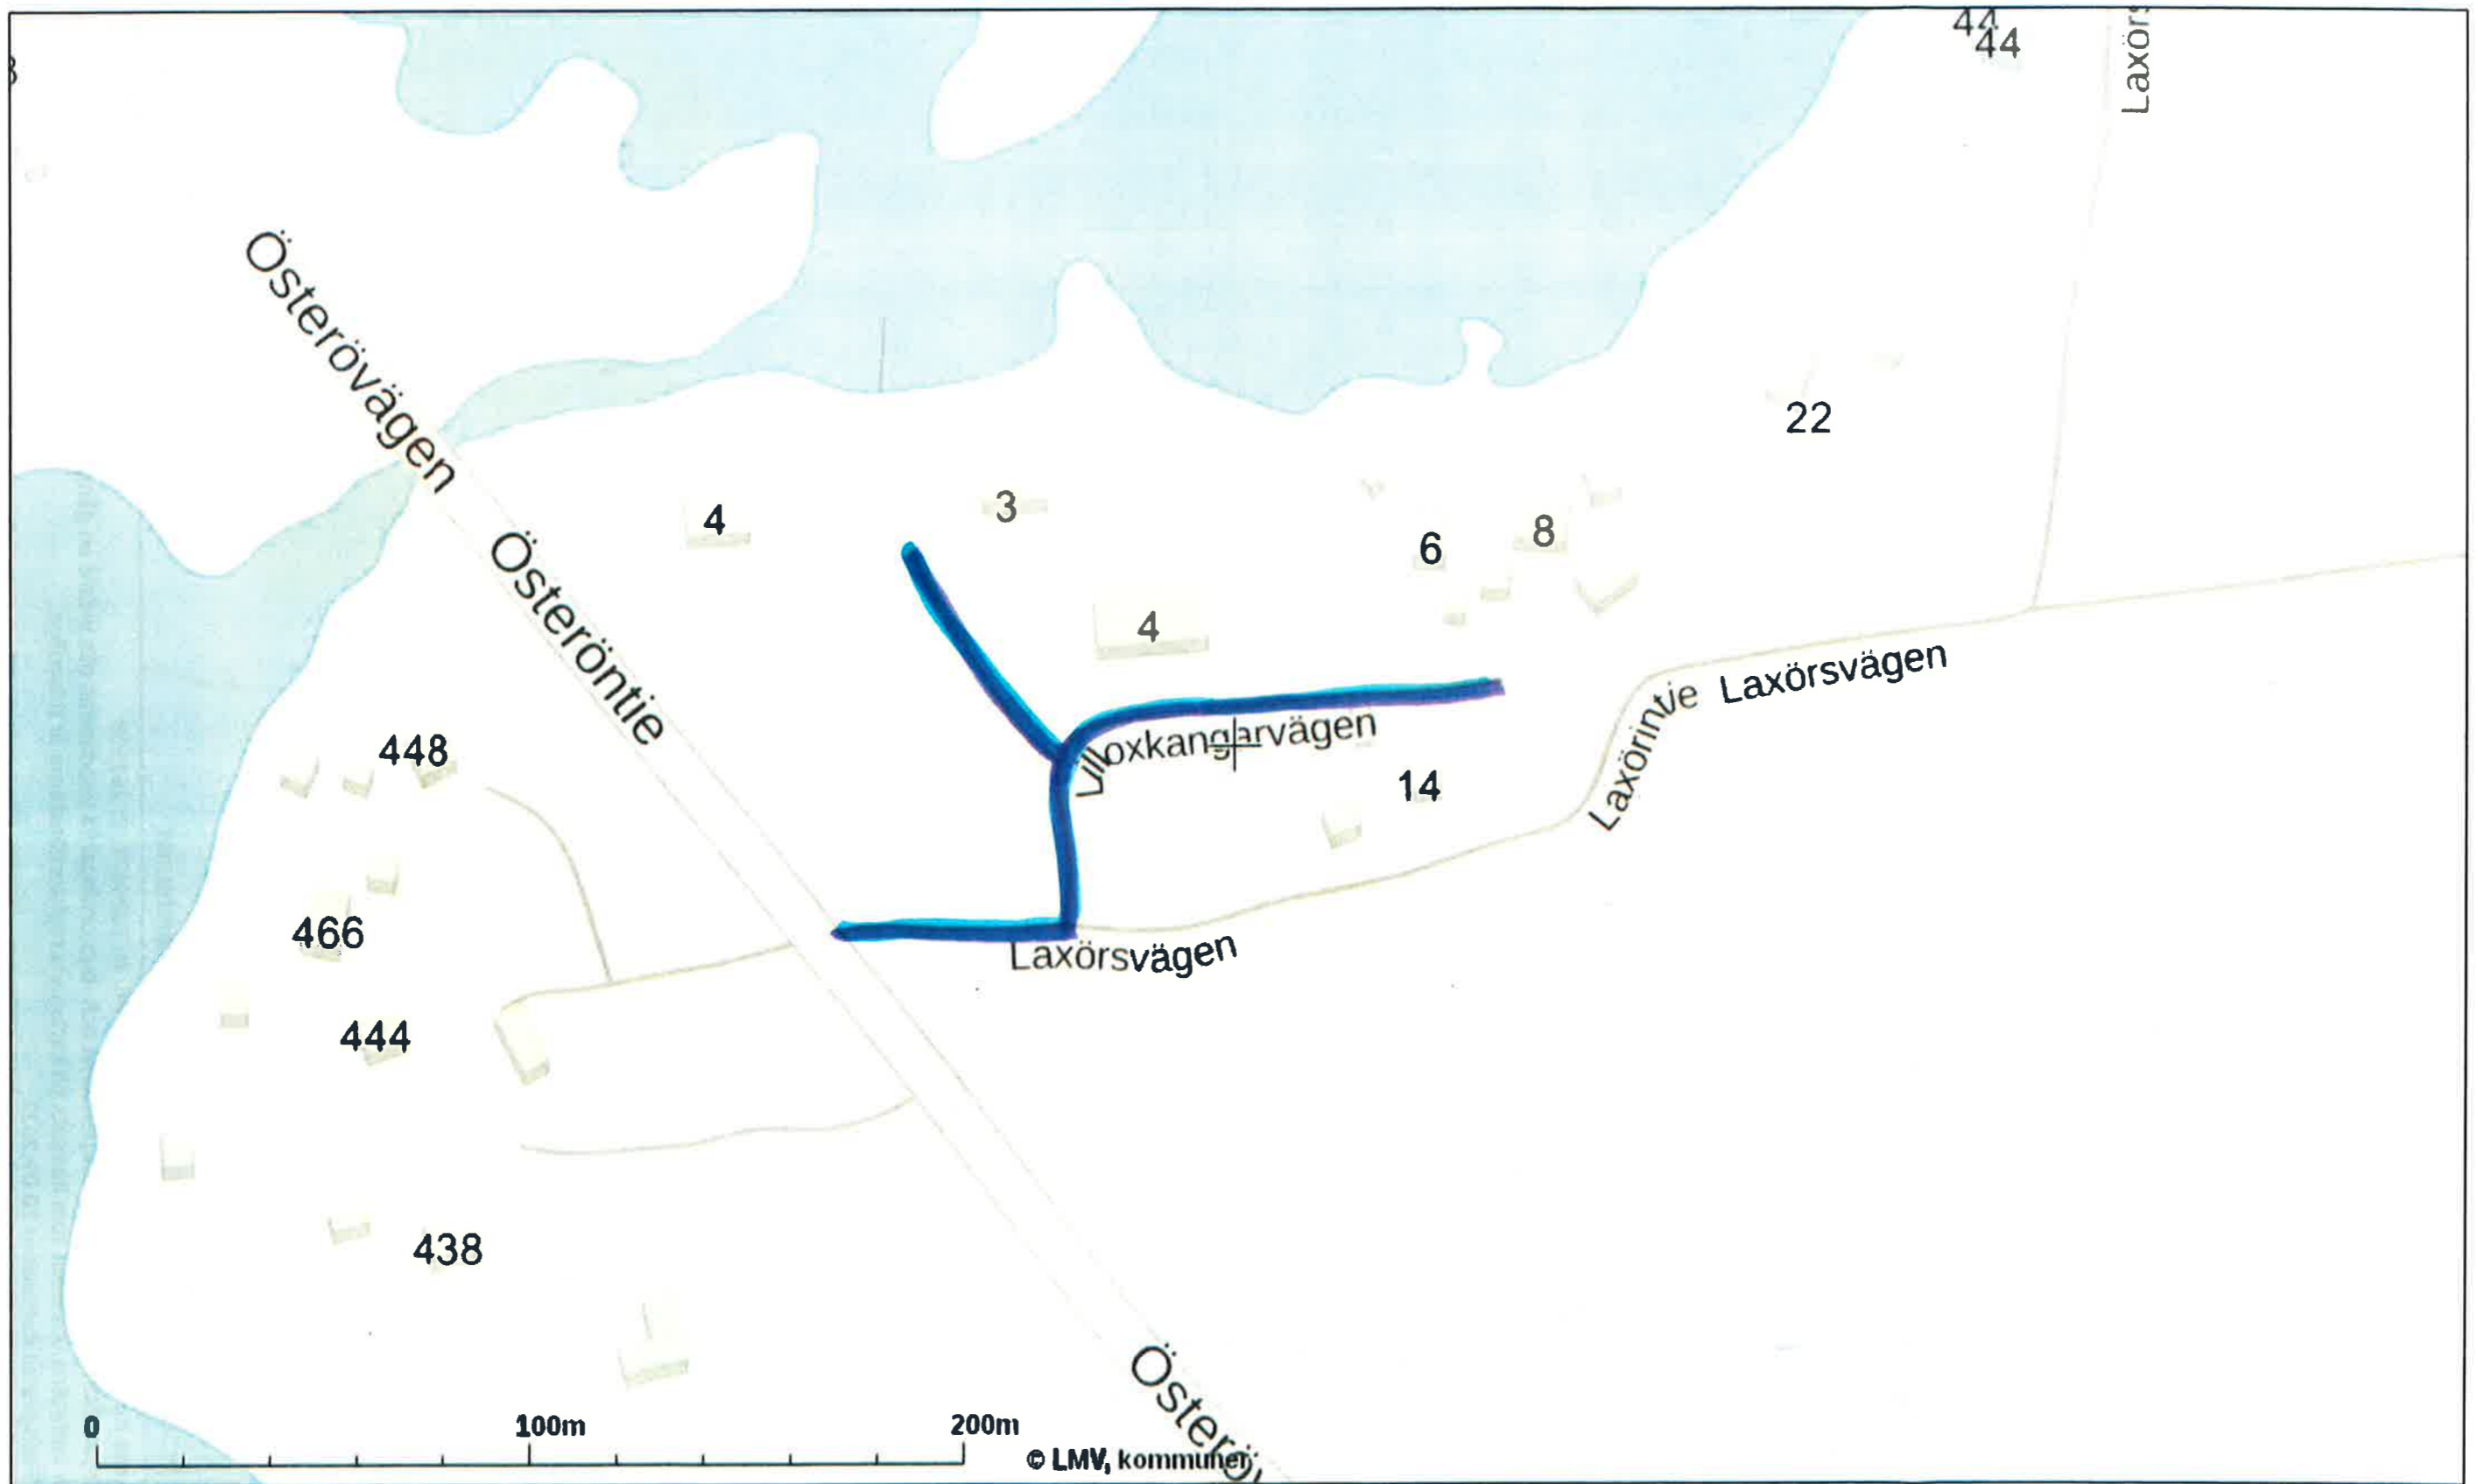 44
44
Laxörs
Österövägen
22
3
4
8
6
Österöntie
4
Laxörsvägen
Laxörintie
Lilloxkangarvägen
448
14
466
Laxörsvägen
444
438
0
100m
200m
© LMV, kommuner